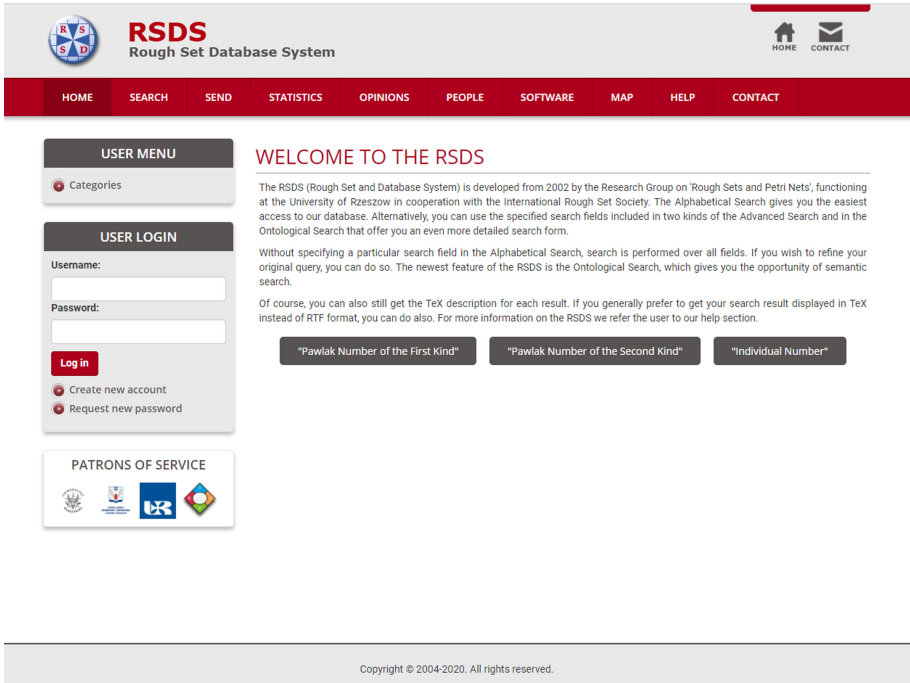 R S
S D
RSDS
Rough Set Database System
HOME
CONTACT
HOME
SEARCH
SEND
STATISTICS
OPINIONS
PEOPLE
SOFTWARE
MAP
HELP
CONTACT
USER MENU
Categories
USER LOGIN
Username:
Password:
Log in
Create new account
Request new password
PATRONS OF SERVICE
UR
WELCOME TO THE RSDS
The RSDS (Rough Set and Database System) is developed from 2002 by the Research Group on 'Rough Sets and Petri Nets', functioning
at the University of Rzeszow in cooperation with the International Rough Set Society. The Alphabetical Search gives you the easiest
access to our database. Alternatively, you can use the specified search fields included in two kinds of the Advanced Search and in the
Ontological Search that offer you an even more detailed search form.
Without specifying a particular search field in the Alphabetical Search, search is performed over all fields. If you wish to refine your
original query, you can do so. The newest feature of the RSDS is the Ontological Search, which gives you the opportunity of semantic
search.
Of course, you can also still get the TeX description for each result. If you generally prefer to get your search result displayed in TeX
instead of RTF format, you can do also. For more information on the RSDS we refer the user to our help section.
"Pawlak Number of the First Kind"
"Pawlak Number of the Second Kind"
"Individual Number"
Copyright © 2004-2020. All rights reserved.